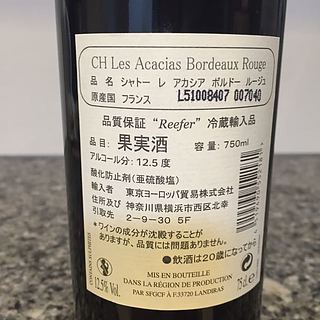 CH Les Acacias Bordeaux Rouge
品 名 シャトー レ アカシア ボルドー ルージュ
原産国 フランス L51008407 007040
品質保証 “Reefer” 冷蔵輸入品
品目: 果実酒 容量: 750ml
アルコール分: 12.5度
酸化防止剤(亜硫酸塩)
輸入者 東京ヨーロッパ貿易株式会社
住所及び 神奈川県横浜市西区北幸
引取先 2-9-30 5F
*ワインの成分が沈殿することが
ありますが、品質には問題ありません。
●飲酒は20歳になってから
MIS EN BOUTEILLE
DANS LA RÉGION DE PRODUCTION
PAR SFGCF À F.33720 LANDIRAS
CONTAINS SULPHITES
12.5% Vol.
75 cl e